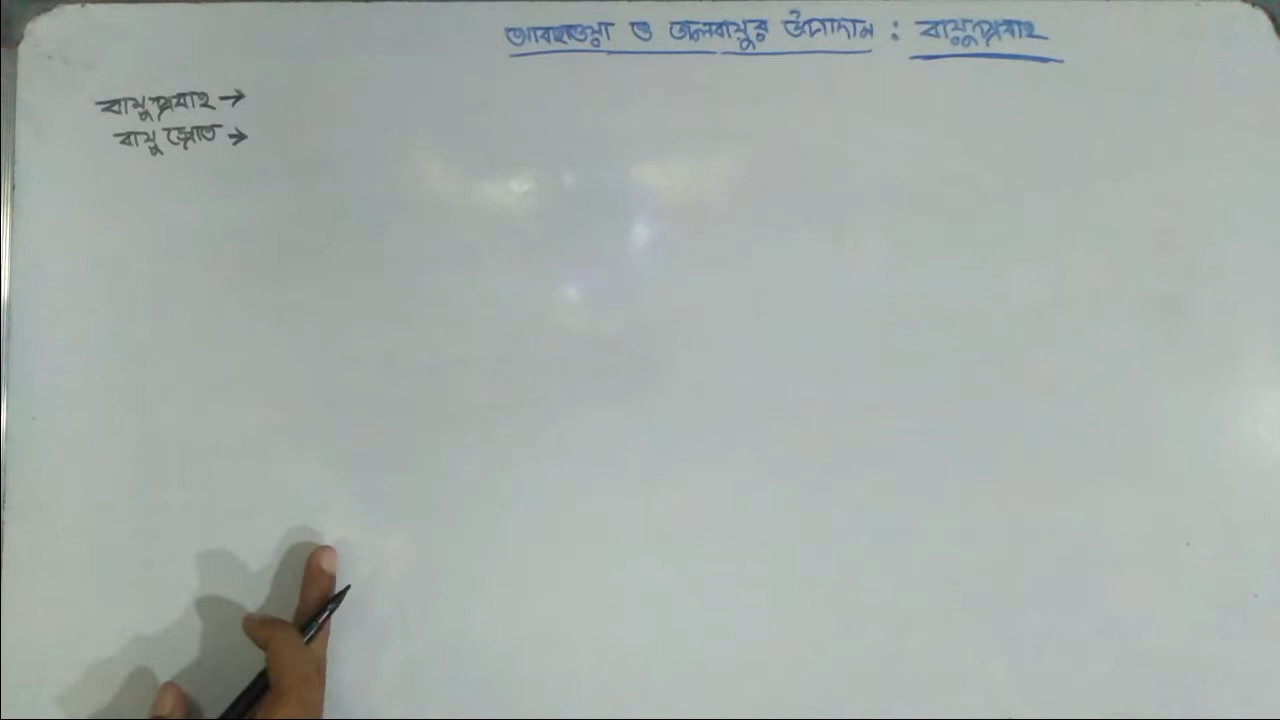 আবহাওয়া ও জলবায়ুর উপাদান : বায়ুপ্রবাহ
বায়ুপ্রবাহ →
বায়ু স্রোত →